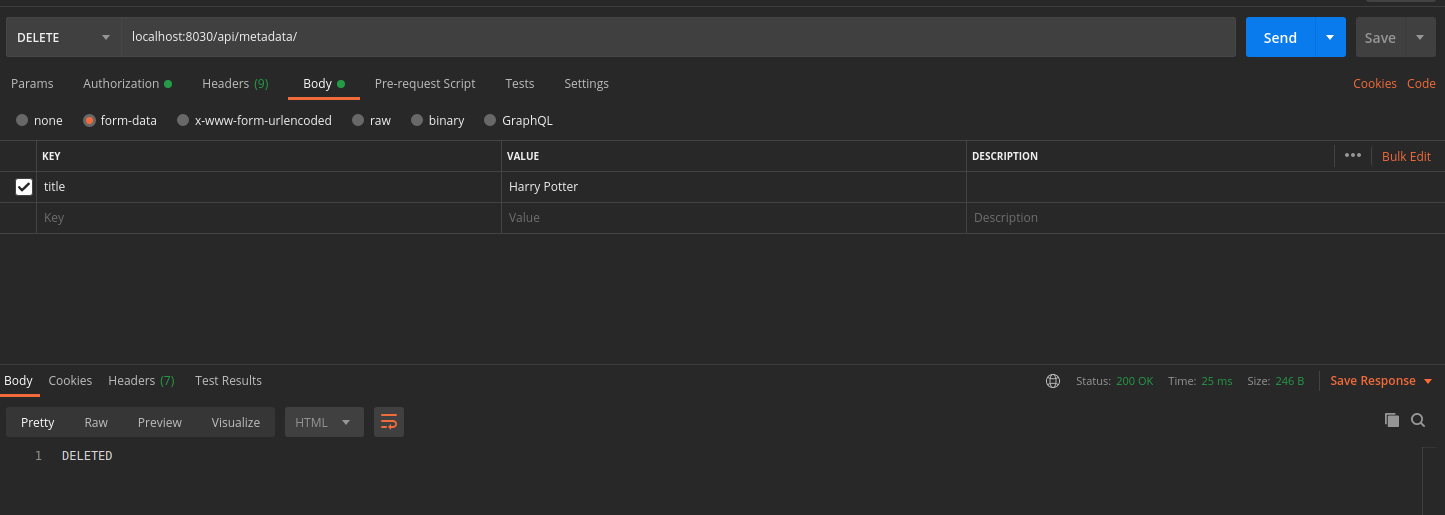 DELETE localhost:8030/api/metadata/ Send Save
Params Authorization Headers (9) Body Pre-request Script Tests Settings Cookies Code
none form-data x-www-form-urlencoded raw binary GraphQL
KEY VALUE DESCRIPTION ••• Bulk Edit
title Harry Potter
Key Value Description
Body Cookies Headers (7) Test Results Status: 200 OK Time: 25 ms Size: 246 B Save Response
Pretty Raw Preview Visualize HTML
1 DELETED